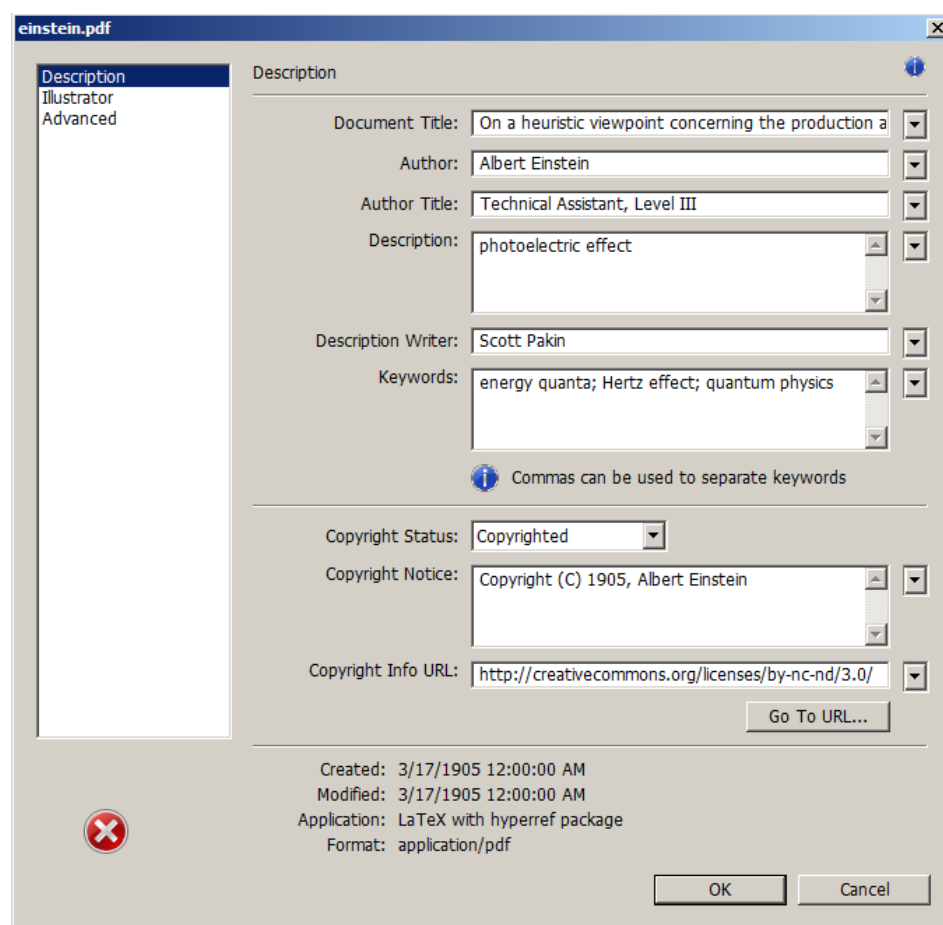 einstein.pdf
Description
Illustrator
Advanced
Description
Document Title: On a heuristic viewpoint concerning the production a
Author: Albert Einstein
Author Title: Technical Assistant, Level III
Description: photoelectric effect
Description Writer: Scott Pakin
Keywords: energy quanta; Hertz effect; quantum physics
Commas can be used to separate keywords
Copyright Status: Copyrighted
Copyright Notice: Copyright (C) 1905, Albert Einstein
Copyright Info URL: http://creativecommons.org/licenses/by-nc-nd/3.0/
Go To URL...
Created: 3/17/1905 12:00:00 AM
Modified: 3/17/1905 12:00:00 AM
Application: LaTeX with hyperref package
Format: application/pdf
OK Cancel